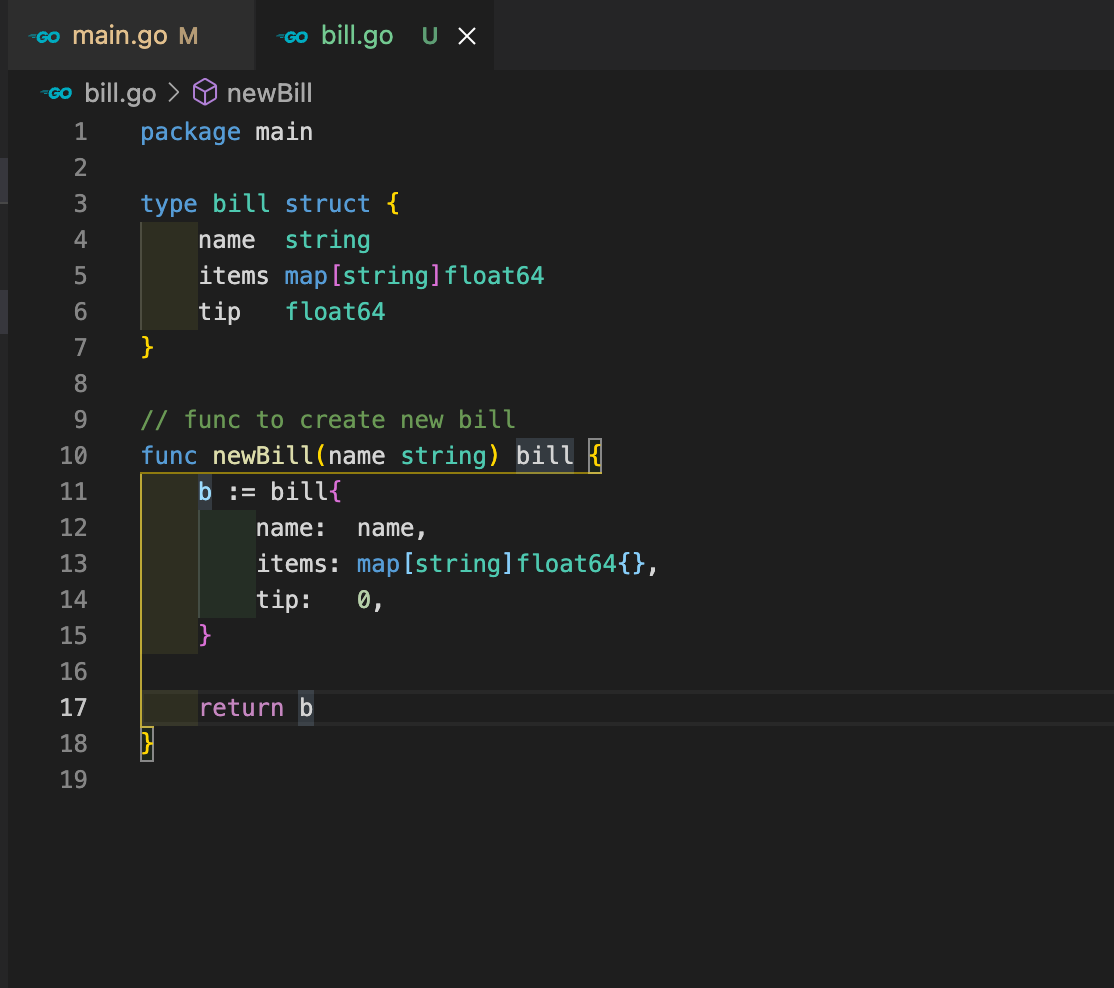 GO main.go M GO bill.go U
GO bill.go > newBill
1 package main
2
3 type bill struct {
4     name  string
5     items map[string]float64
6     tip   float64
7 }
8
9 // func to create new bill
10 func newBill(name string) bill {
11     b := bill{
12         name:  name,
13         items: map[string]float64{},
14         tip:   0,
15     }
16
17     return b
18 }
19